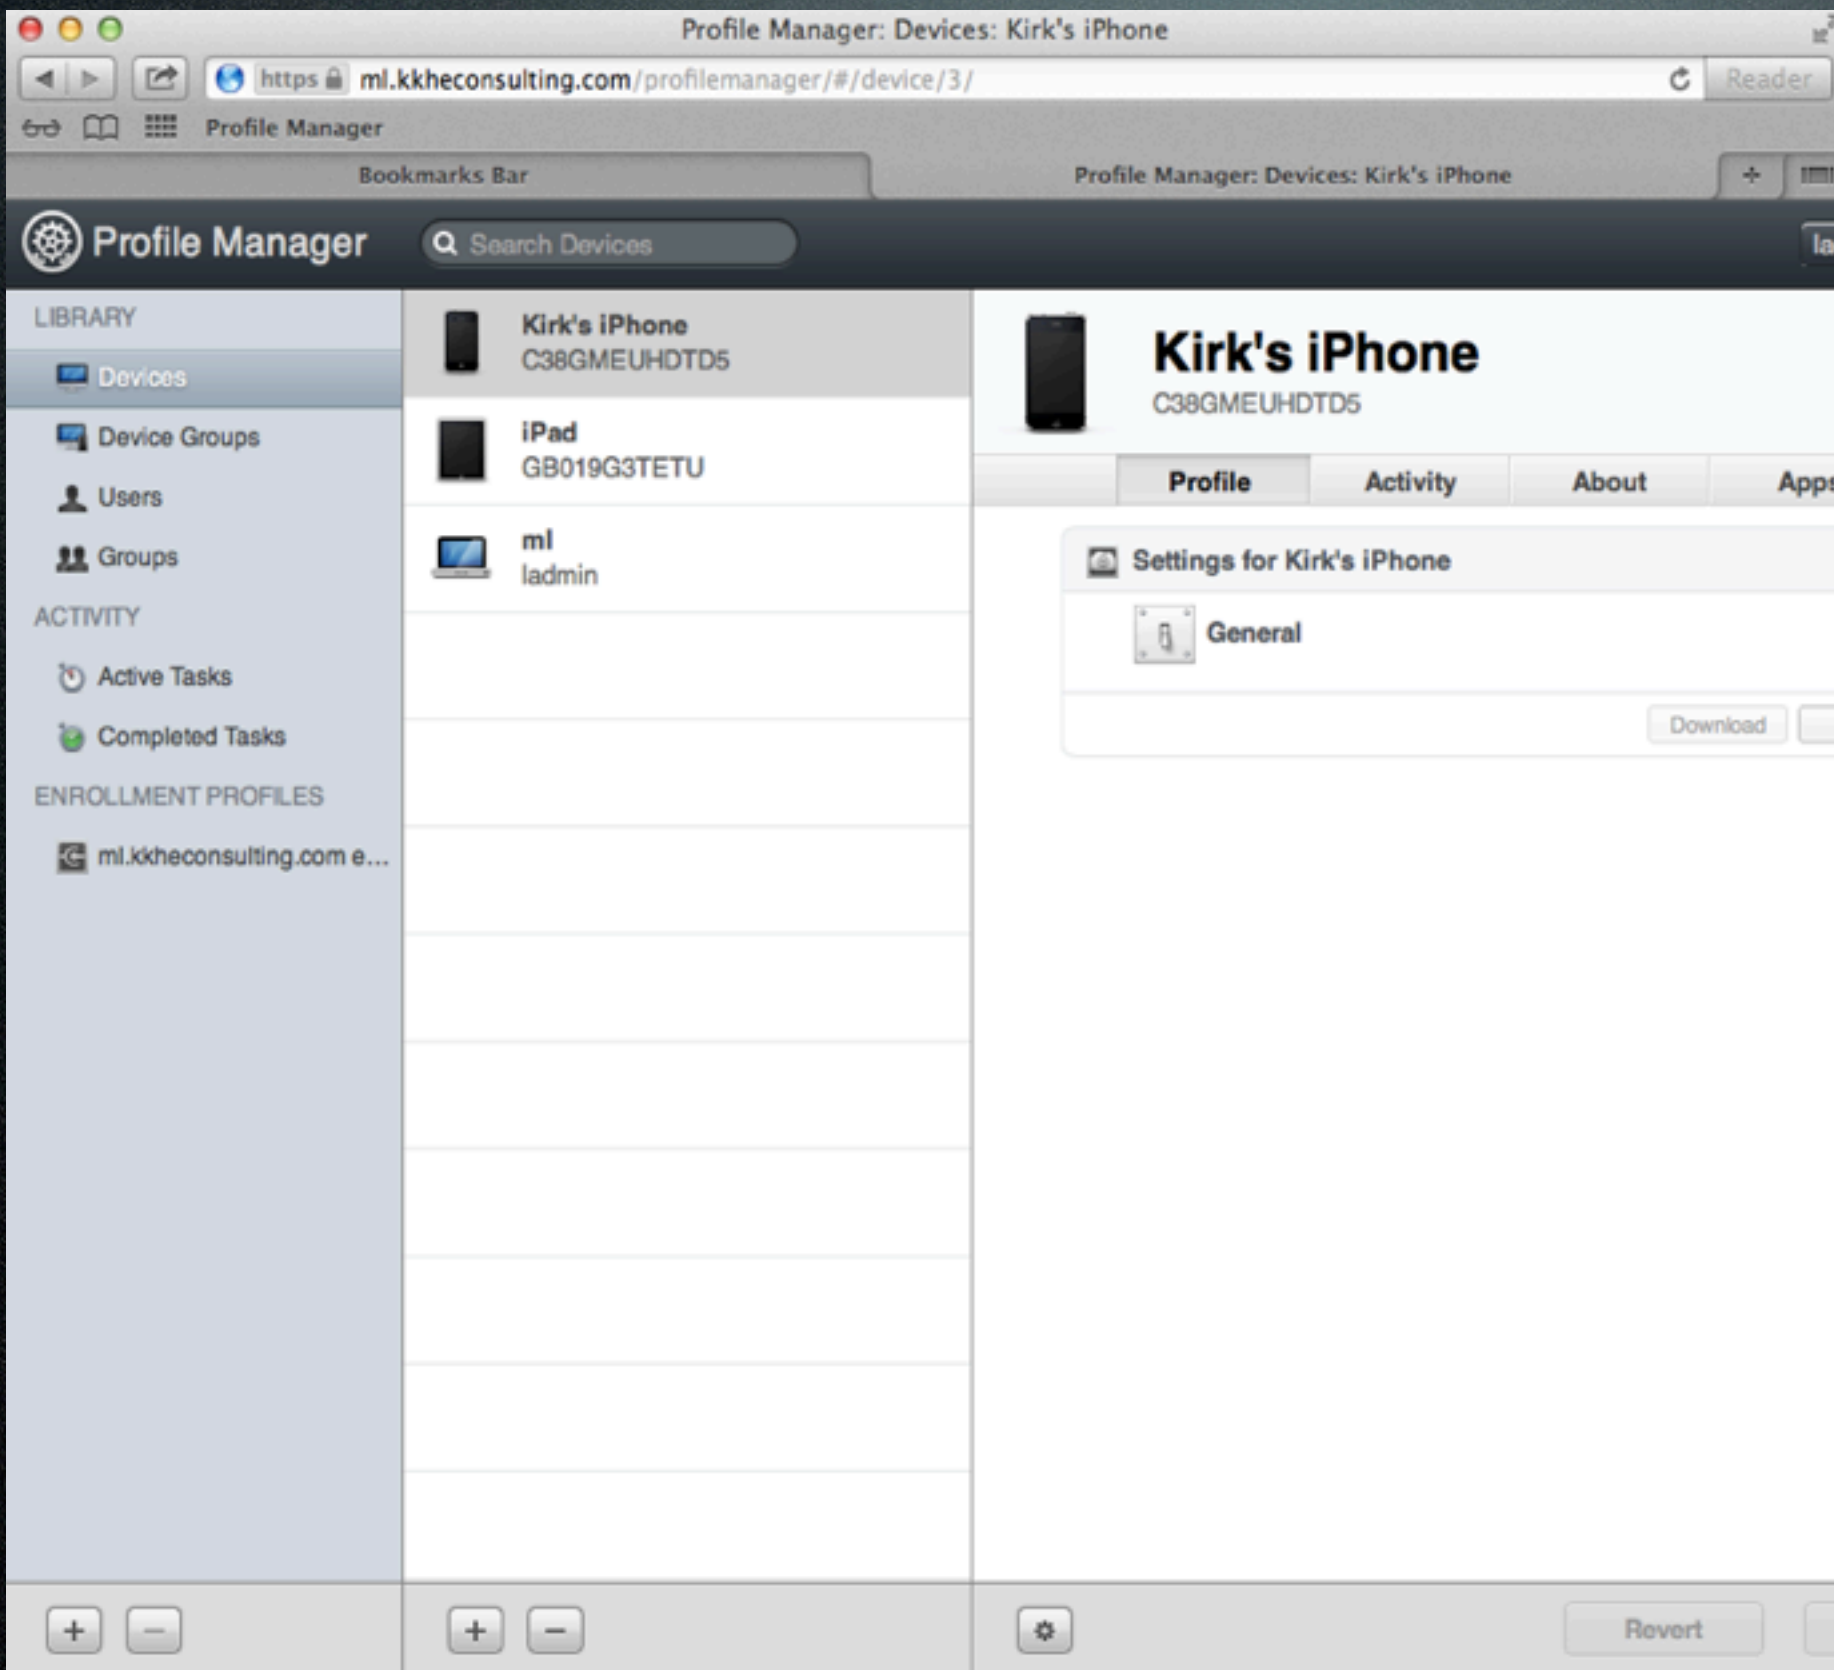 Profile Manager: Devices: Kirk's iPhone
https ml.kkheconsulting.com/profilemanager/#/device/3/
Reader
Profile Manager
Bookmarks Bar
Profile Manager: Devices: Kirk's iPhone
Profile Manager
Search Devices
la
LIBRARY
Devices
Device Groups
Users
Groups
ACTIVITY
Active Tasks
Completed Tasks
ENROLLMENT PROFILES
ml.kkheconsulting.com e...
Kirk's iPhone
C38GMEUHDTD5
iPad
GB019G3TETU
ml
ladmin
Kirk's iPhone
C38GMEUHDTD5
Profile Activity About Apps
Settings for Kirk's iPhone
General
Download
Revert